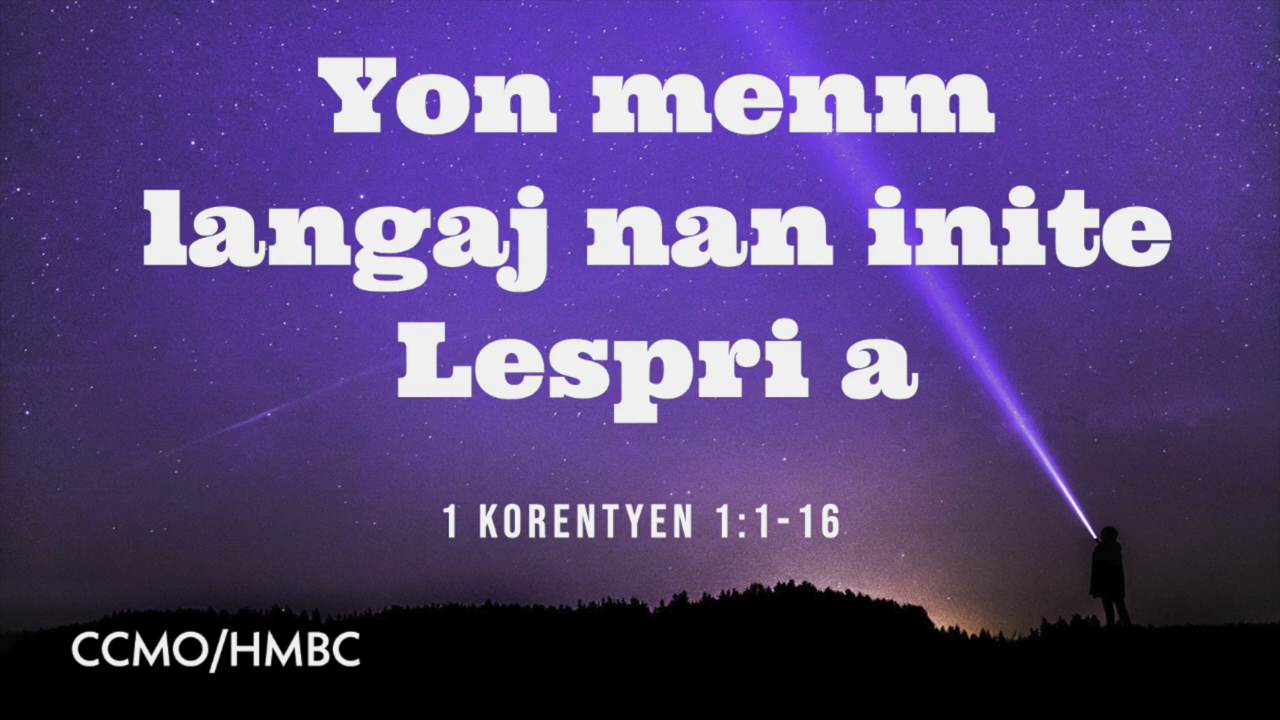 Yon menm
langaj nan inite
Lespri a
1 KORENTYEN 1:1-16
CCMO/HMBC